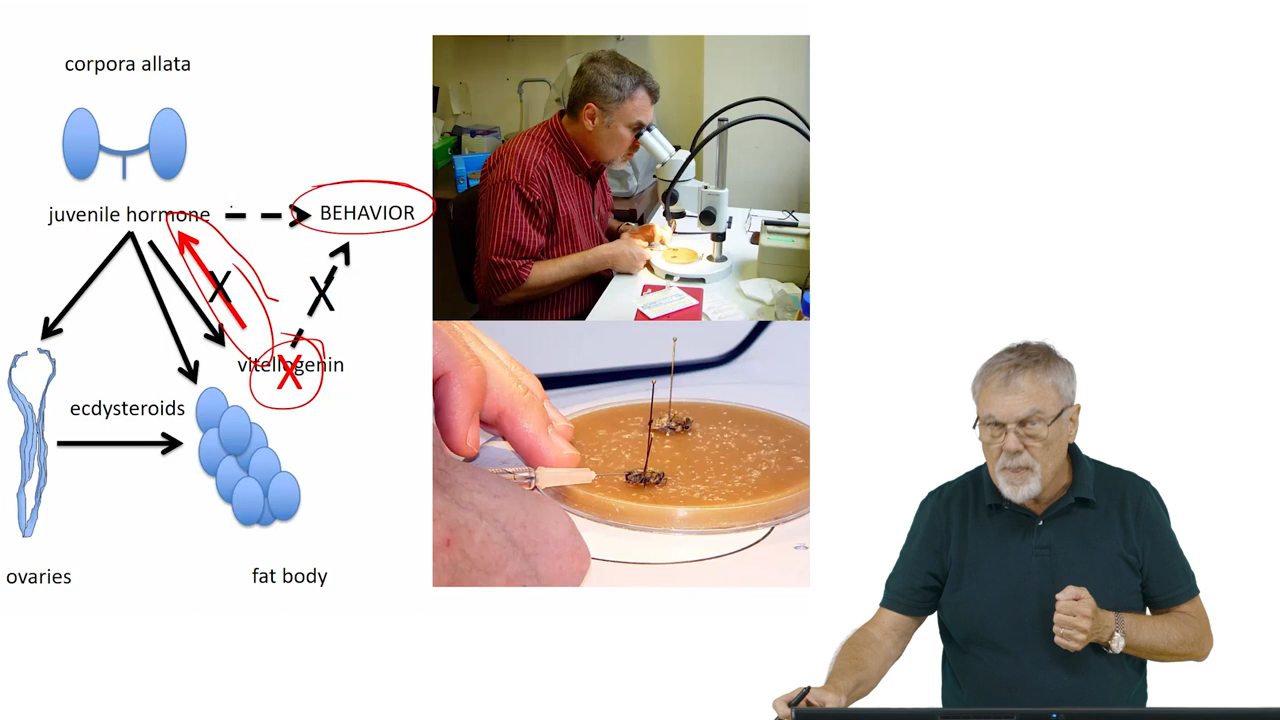 corpora allata
juvenile hormone
BEHAVIOR
X
X
vitellogenin
X
ecdysteroids
ovaries
fat body